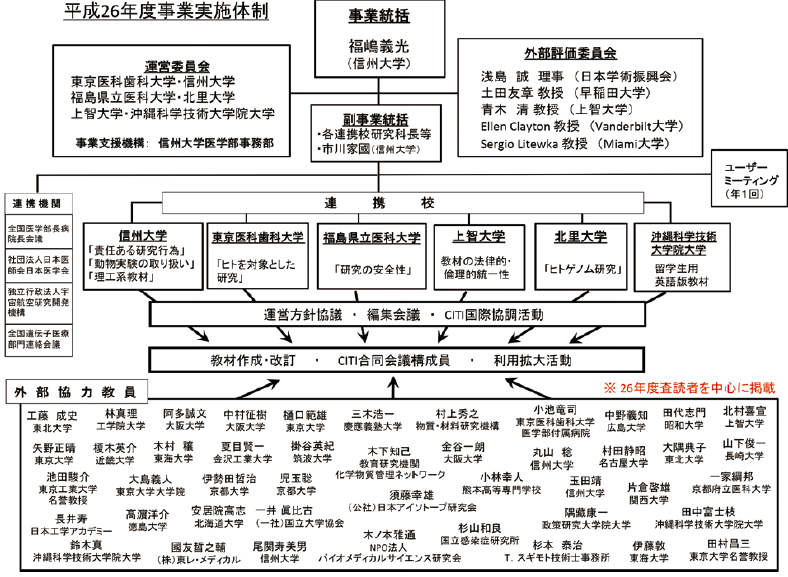 平成26年度事業実施体制
事業統括
福嶋義光
(信州大学)
運営委員会
東京医科歯科大学・信州大学
福島県立医科大学・北里大学
上智大学・沖縄科学技術大学院大学
事業支援機構: 信州大学医学部事務部
副事業統括
・各連携校研究科長等
・市川家國(信州大学)
外部評価委員会
浅島 誠 理事 (日本学術振興会)
土田友章 教授 (早稲田大学)
青木 清 教授 (上智大学)
Ellen Clayton 教授 (Vanderbilt大学)
Sergio Litewka 教授 (Miami大学)
ユーザー
ミーティング
(年1回)
連携機関
全国医学部長病
院長会議
社団法人日本医
師会日本医学会
独立行政法人宇
宙航空研究開発
機構
全国遺伝子医療
部門連絡会議
連 携 校
信州大学
「責任ある研究行為」
「動物実験の取り扱い」
「理工系教材」
東京医科歯科大学
「ヒトを対象とした
研究」
福島県立医科大学
「研究の安全性」
上智大学
教材の法律的・
倫理的統一性
北里大学
「ヒトゲノム研究」
沖縄科学技術
大学院大学
留学生用
英語版教材
運営方針協議 ・ 編集会議 ・ CITI国際協調活動
教材作成・改訂 ・ CITI合同会議構成員 ・ 利用拡大活動
外部協力教員
※ 26年度査読者を中心に掲載
工藤 成史
東北大学
林真理
工学院大学
阿多誠文
大阪大学
中村征樹
大阪大学
樋口範雄
東京大学
三木浩一
慶應義塾大学
村上秀之
物質・材料研究機構
小池竜司
東京医科歯科大学
医学部付属病院
中野義知
広島大学
田代志門
昭和大学
北村喜宣
上智大学
矢野正晴
東京大学
榎木英介
近畿大学
木村 穣
東海大学
夏目賢一
金沢工業大学
掛谷英紀
筑波大学
木下知己
教育研究機関
化学物質管理ネットワーク
金谷一朗
大阪大学
丸山 稔
信州大学
村田静昭
名古屋大学
大隅典子
東北大学
山下俊一
長崎大学
池田駿介
東京工業大学
名誉教授
大島義人
東京大学大学院
伊勢田哲治
京都大学
児玉聡
京都大学
須藤幸雄
(公社)日本アイソトープ研究会
小林幸人
熊本高等専門学校
玉田靖
信州大学
片倉啓雄
関西大学
一家綱邦
京都府立医科大学
長井寿
日本工学アカデミー
高濵洋介
徳島大学
安居院高志
北海道大学
一井 眞比古
(一社)国立大学協会
木ノ本雅通
NPO法人
バイオメディカルサイエンス研究会
杉山和良
国立感染症研究所
隅藏康一
政策研究大学院大学
田中富士枝
沖縄科学技術大学院大学
鈴木真
沖縄科学技術大学院大学
國友哲之輔
(株)東レ・メディカル
尾関寿美男
信州大学
杉本 泰治
T. スギモト技術士事務所
伊藤敦
東海大学
田村昌三
東京大学名誉教授